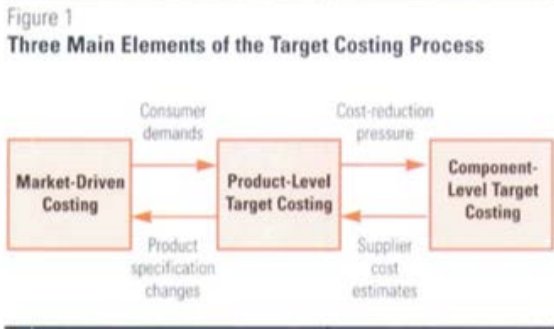 Figure 1
Three Main Elements of the Target Costing Process
Consumer
demands
Cost-reduction
pressure
Market-Driven
Costing
Product-Level
Target Costing
Component-
Level Target
Costing
Product
specification
changes
Supplier
cost
estimates